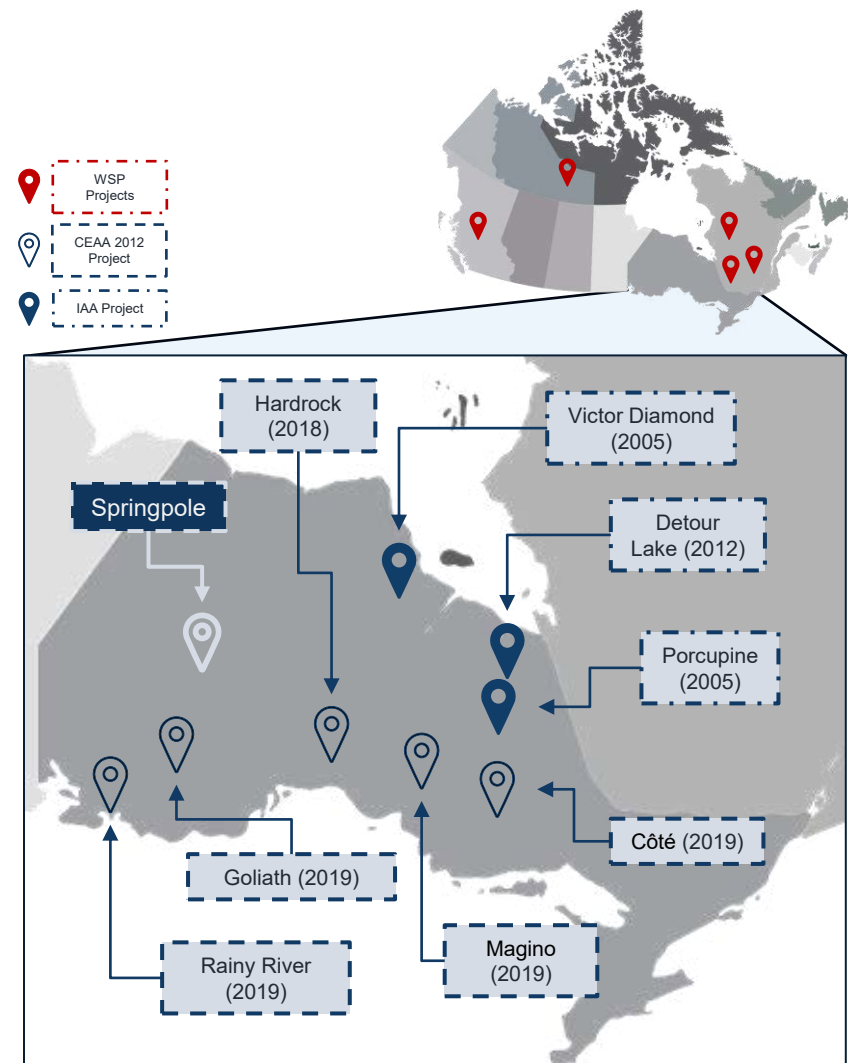 WSP
Projects
CEAA 2012
Project
IAA Project
Hardrock
(2018)
Victor Diamond
(2005)
Springpole
Detour
Lake (2012)
Porcupine
(2005)
Côté (2019)
Goliath (2019)
Rainy River
(2019)
Magino
(2019)